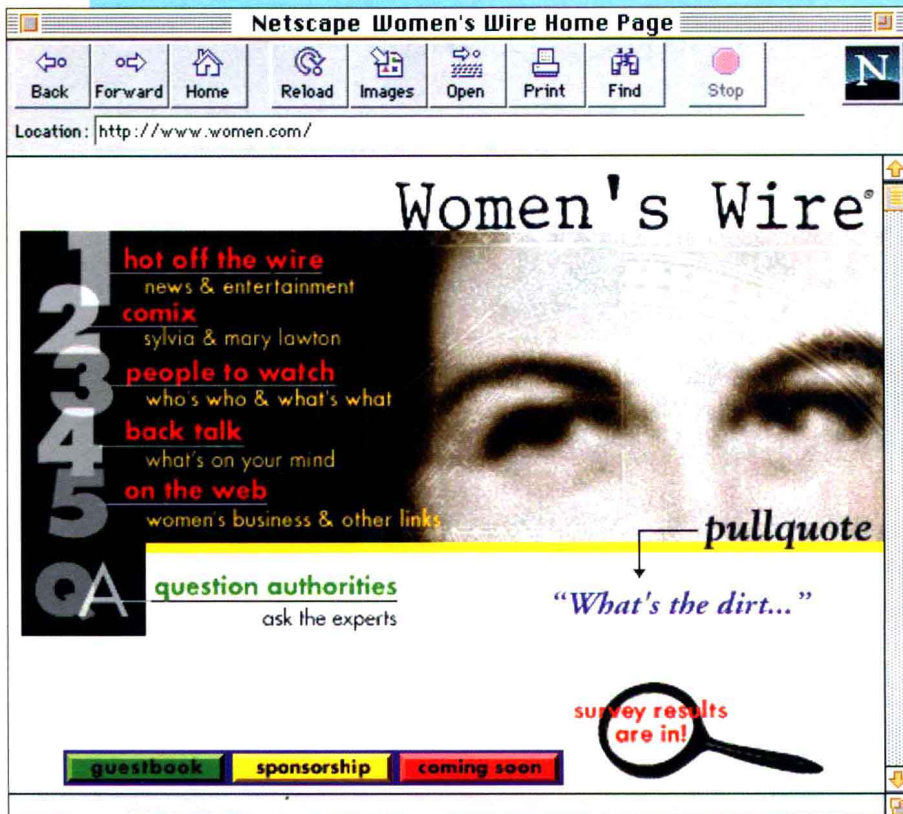 Netscape Women's Wire Home Page
Back Forward Home Reload Images Open Print Find Stop N
Location: http://www.women.com/
Women's Wire®
1 hot off the wire
news & entertainment
2 comix
sylvia & mary lawton
3 people to watch
who's who & what's what
4 back talk
what's on your mind
5 on the web
women's business & other links
pullquote
"What's the dirt..."
QA question authorities
ask the experts
survey results
are in!
guestbook sponsorship coming soon